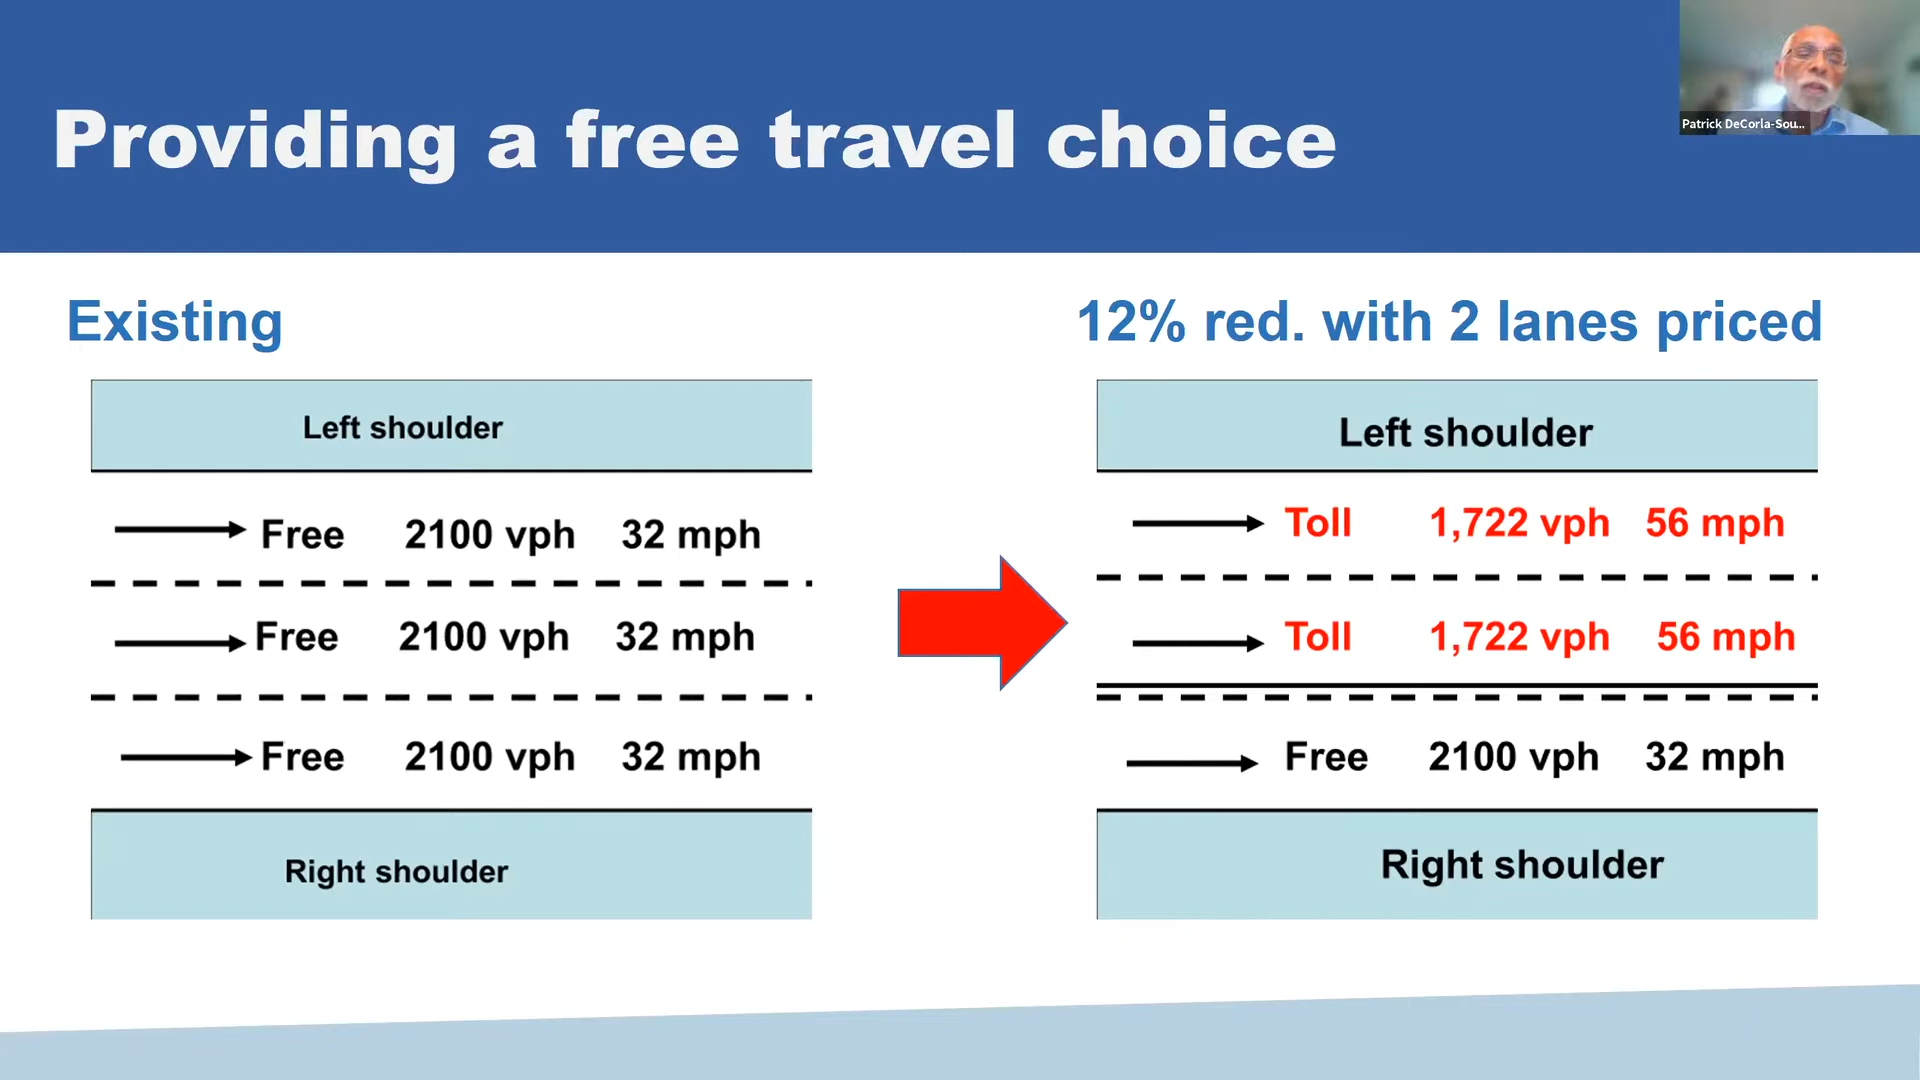 Providing a free travel choice
Patrick DeCorla-Sou...
Existing
12% red. with 2 lanes priced
Left shoulder
Free 2100 vph 32 mph
Free 2100 vph 32 mph
Free 2100 vph 32 mph
Right shoulder
Left shoulder
Toll 1,722 vph 56 mph
Toll 1,722 vph 56 mph
Free 2100 vph 32 mph
Right shoulder